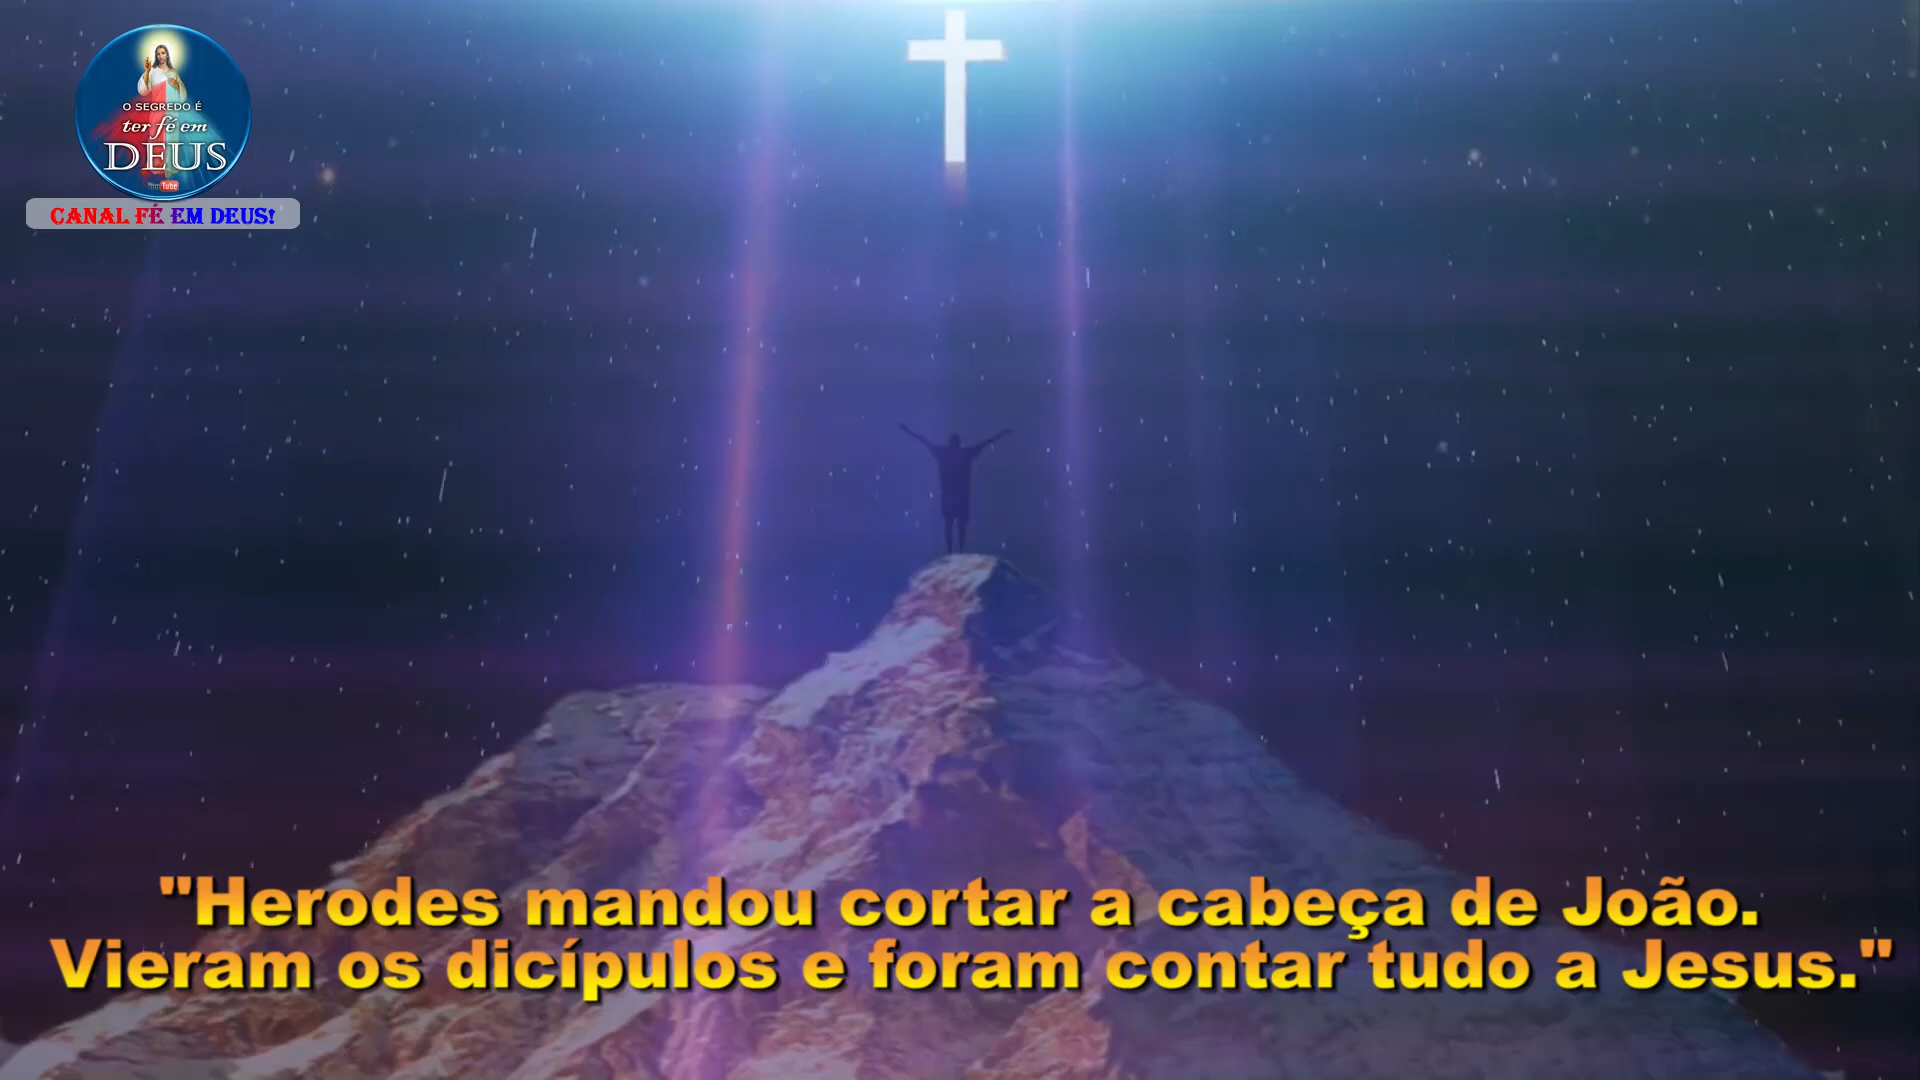 O SEGREDO É
ter fé em
DEUS
CANAL FÉ EM DEUS!
"Herodes mandou cortar a cabeça de João.
Vieram os dicípulos e foram contar tudo a Jesus."